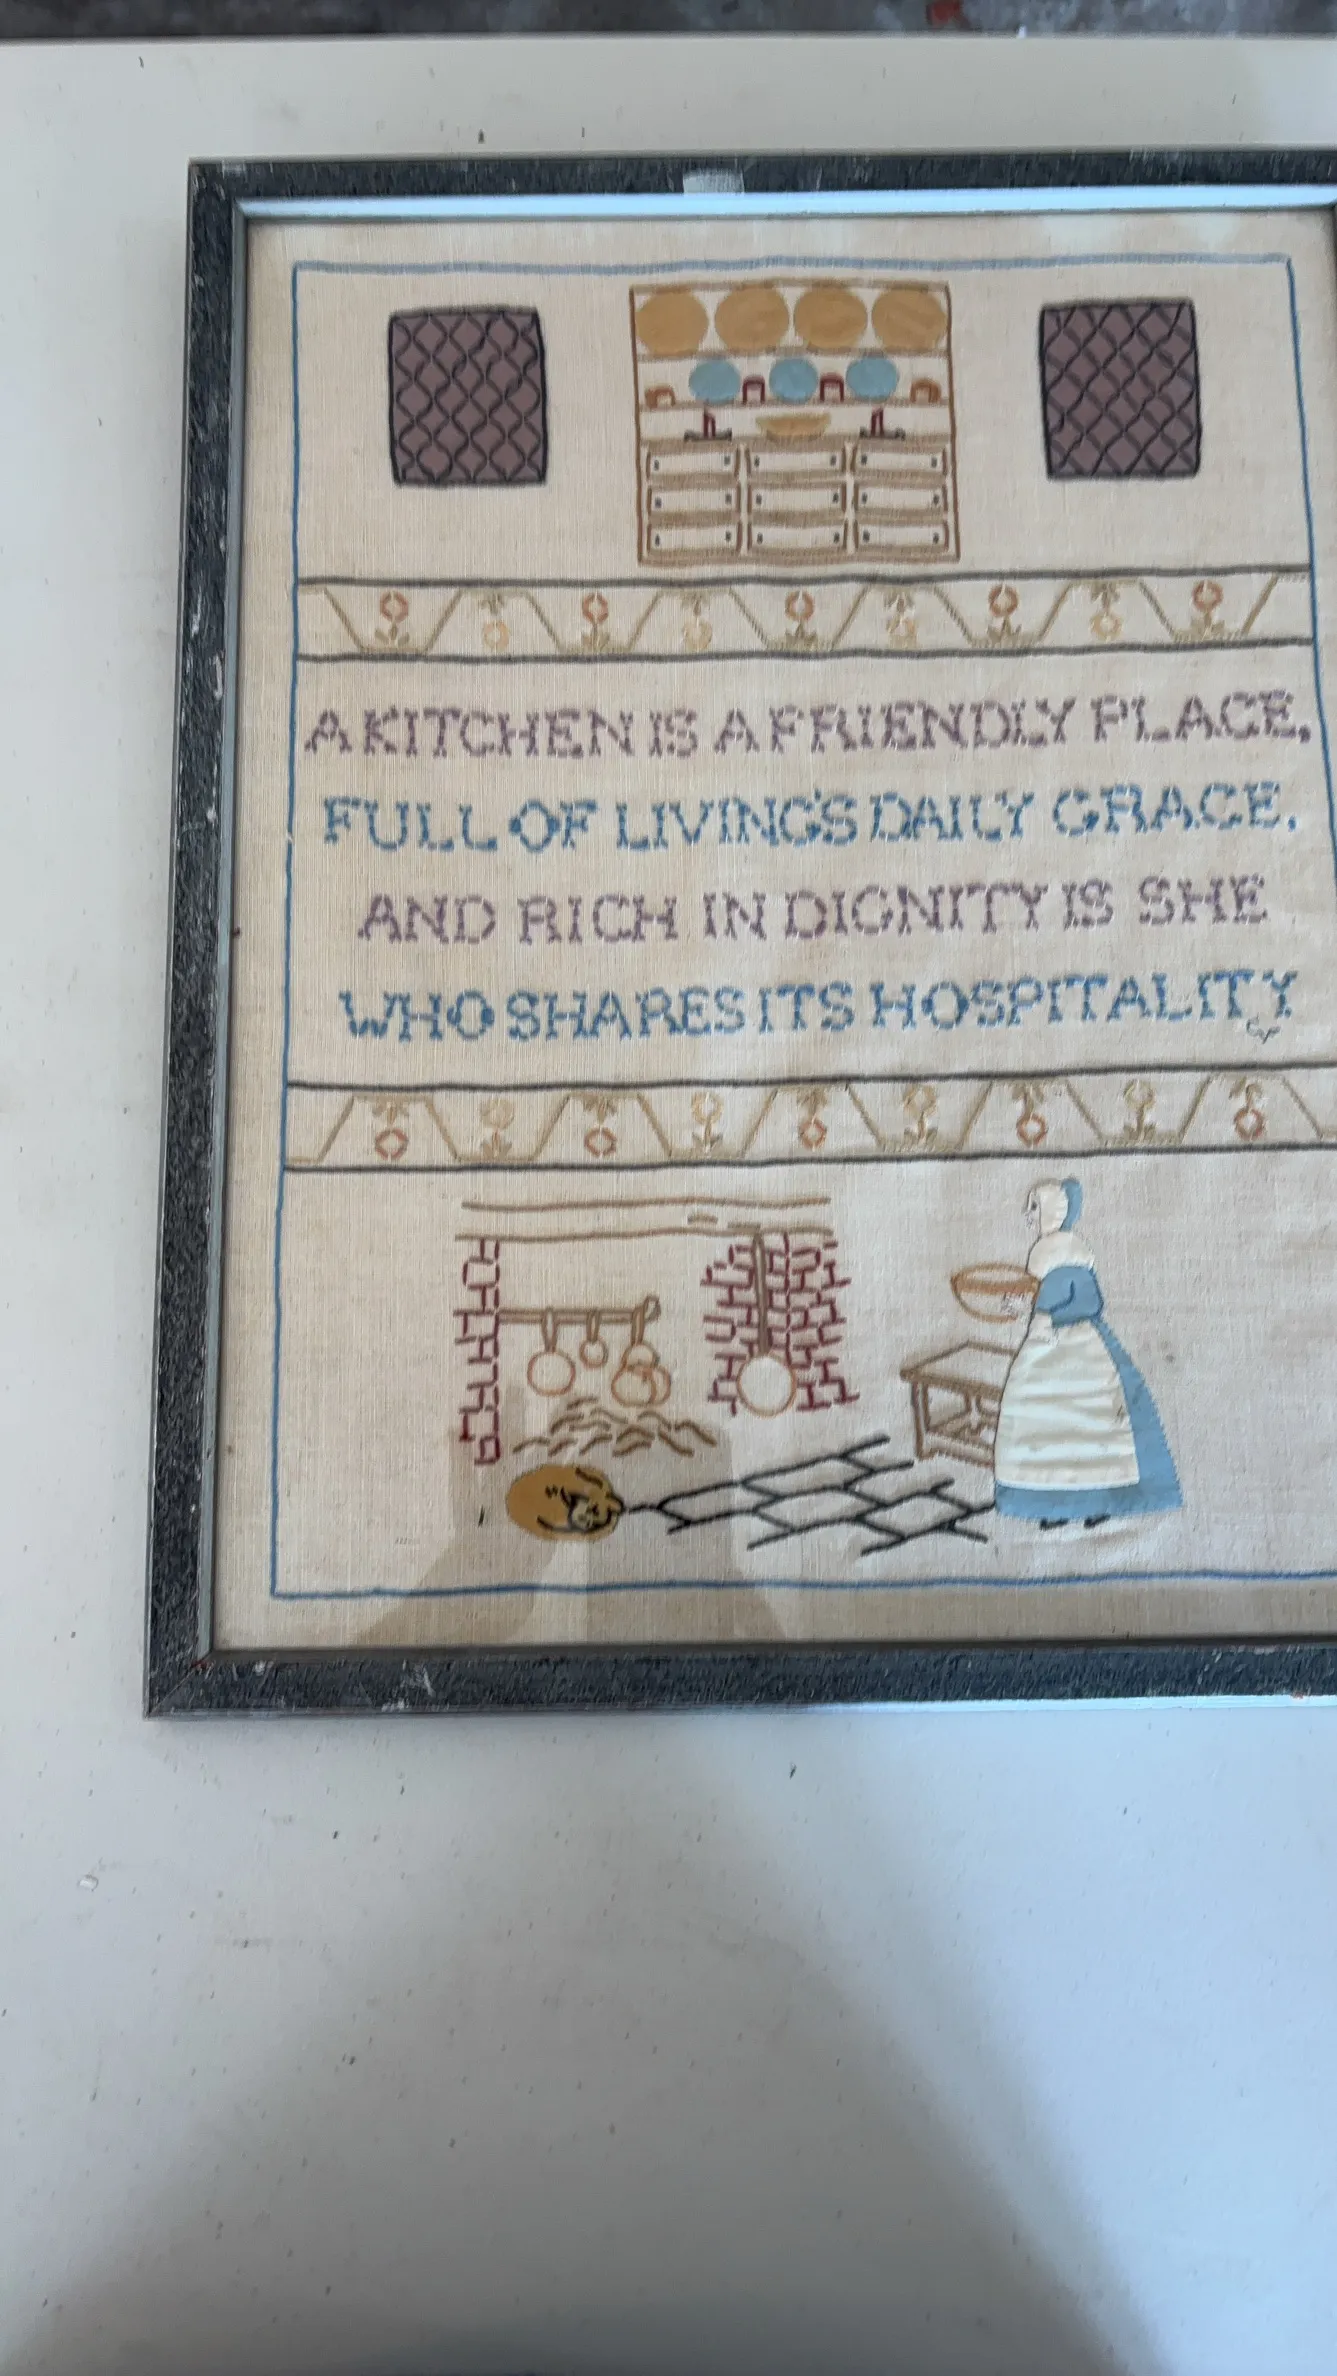 A KITCHEN IS A FRIENDLY PLACE,
FULL OF LIVING'S DAILY GRACE,
AND RICH IN DIGNITY IS SHE
WHO SHARES ITS HOSPITALITY